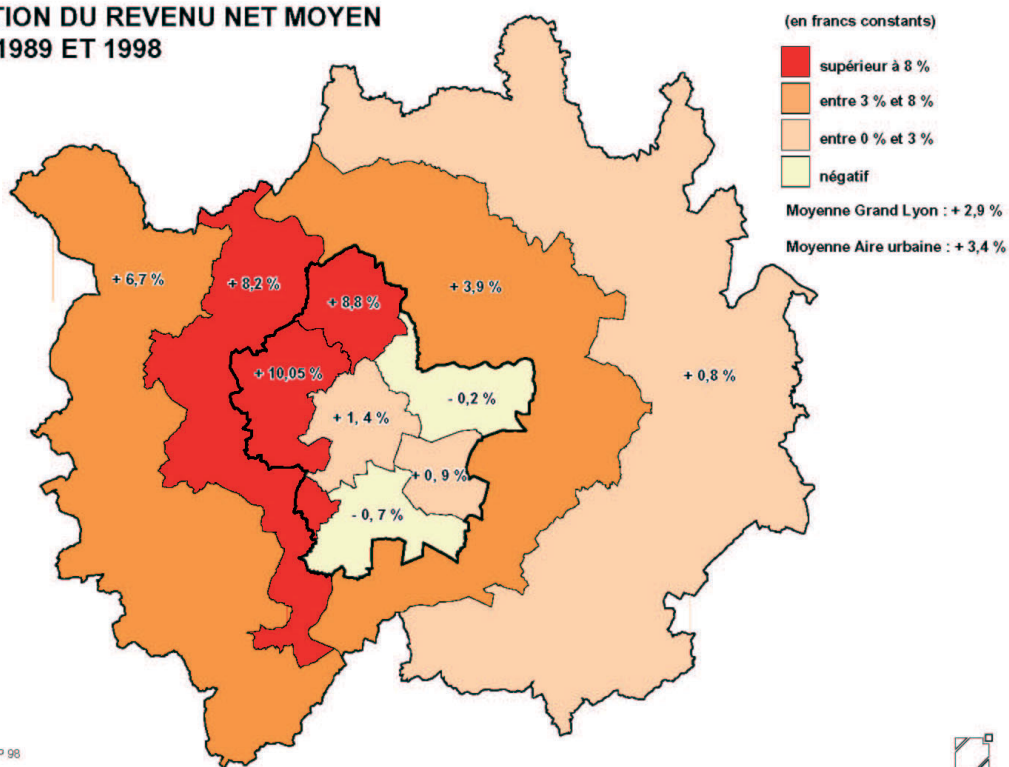 TION DU REVENU NET MOYEN
1989 ET 1998
(en francs constants)
supérieur à 8 %
entre 3 % et 8 %
entre 0 % et 3 %
négatif
Moyenne Grand Lyon : + 2,9 %
Moyenne Aire urbaine : + 3,4 %
+ 6,7 %
+ 8,2 %
+ 8,8 %
+ 3,9 %
+ 10,05 %
+ 0,8 %
- 0,2 %
+ 1, 4 %
+ 0, 9 %
- 0, 7 %
P 98